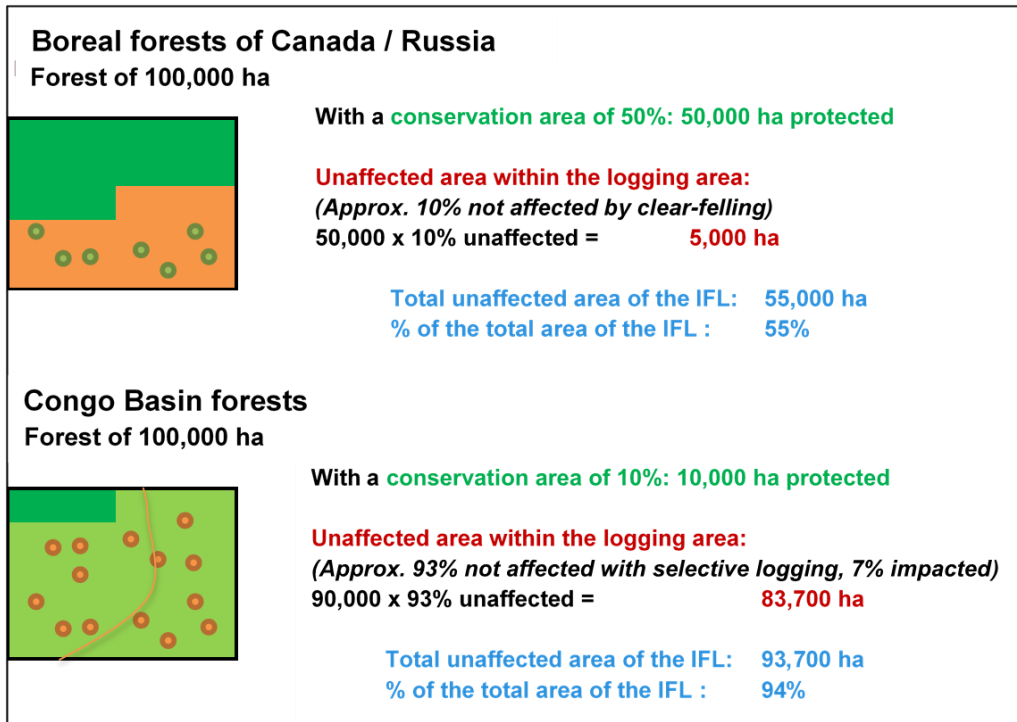 Boreal forests of Canada / Russia
Forest of 100,000 ha
With a conservation area of 50%: 50,000 ha protected
Unaffected area within the logging area:
(Approx. 10% not affected by clear-felling)
50,000 x 10% unaffected = 5,000 ha
Total unaffected area of the IFL: 55,000 ha
% of the total area of the IFL : 55%
Congo Basin forests
Forest of 100,000 ha
With a conservation area of 10%: 10,000 ha protected
Unaffected area within the logging area:
(Approx. 93% not affected with selective logging, 7% impacted)
90,000 x 93% unaffected = 83,700 ha
Total unaffected area of the IFL: 93,700 ha
% of the total area of the IFL : 94%